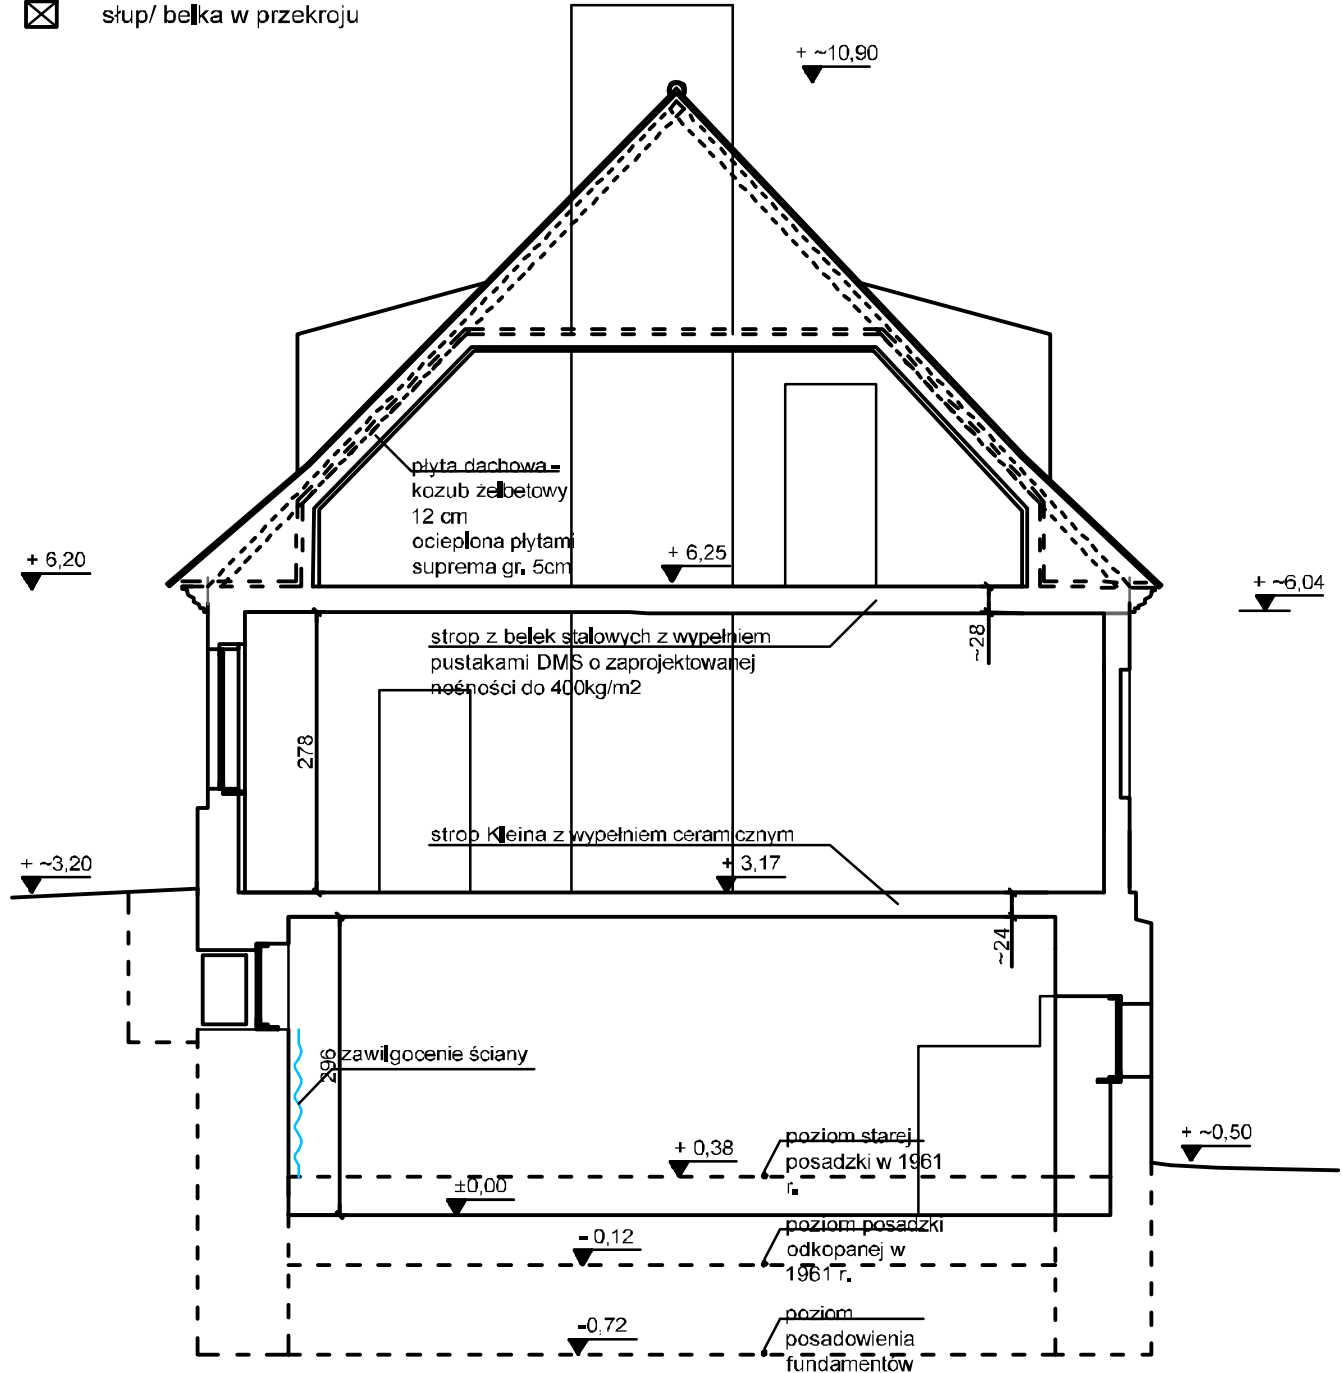 słup/ belka w przekroju
+ ~10,90
płyta dachowa -
kozub żelbetowy
12 cm
ocieplona płytami
suprema gr. 5cm
+ 6,20
+ 6,25
+ ~6,04
~28
strop z belek stalowych z wypełniem
pustakami DMS o zaprojektowanej
nośności do 400kg/m2
278
strop Kleina z wypełniem ceramicznym
+ ~3,20
+ 3,17
~24
296
zawilgocenie ściany
+ ~0,50
+ 0,38
poziom starej
posadzki w 1961
r.
±0,00
- 0,12
poziom posadzki
odkopanej w
1961 r.
-0,72
poziom
posadowienia
fundamentów